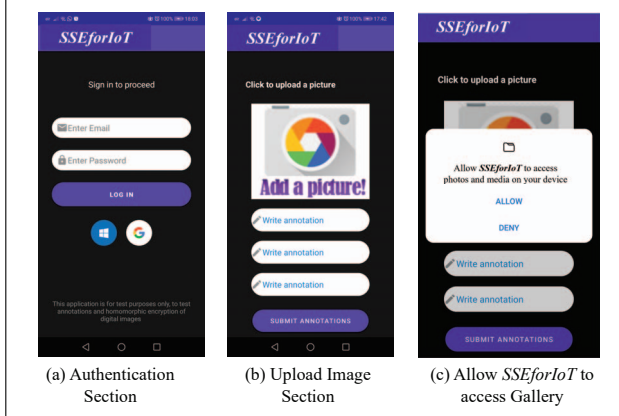 SSEforIoT
Sign in to proceed
Enter Email
Enter Password
LOG IN
This application is for test purposes only, to test
annotations and homomorphic encryption of
digital images
(a) Authentication
Section
17:42
SSEforIoT
Click to upload a picture
Add a picture!
Write annotation
Write annotation
Write annotation
SUBMIT ANNOTATIONS
(b) Upload Image
Section
SSEforIoT
Click to upload a picture
Allow SSEforIoT to access
photos and media on your device
ALLOW
DENY
Write annotation
Write annotation
SUBMIT ANNOTATIONS
(c) Allow SSEforIoT to
access Gallery